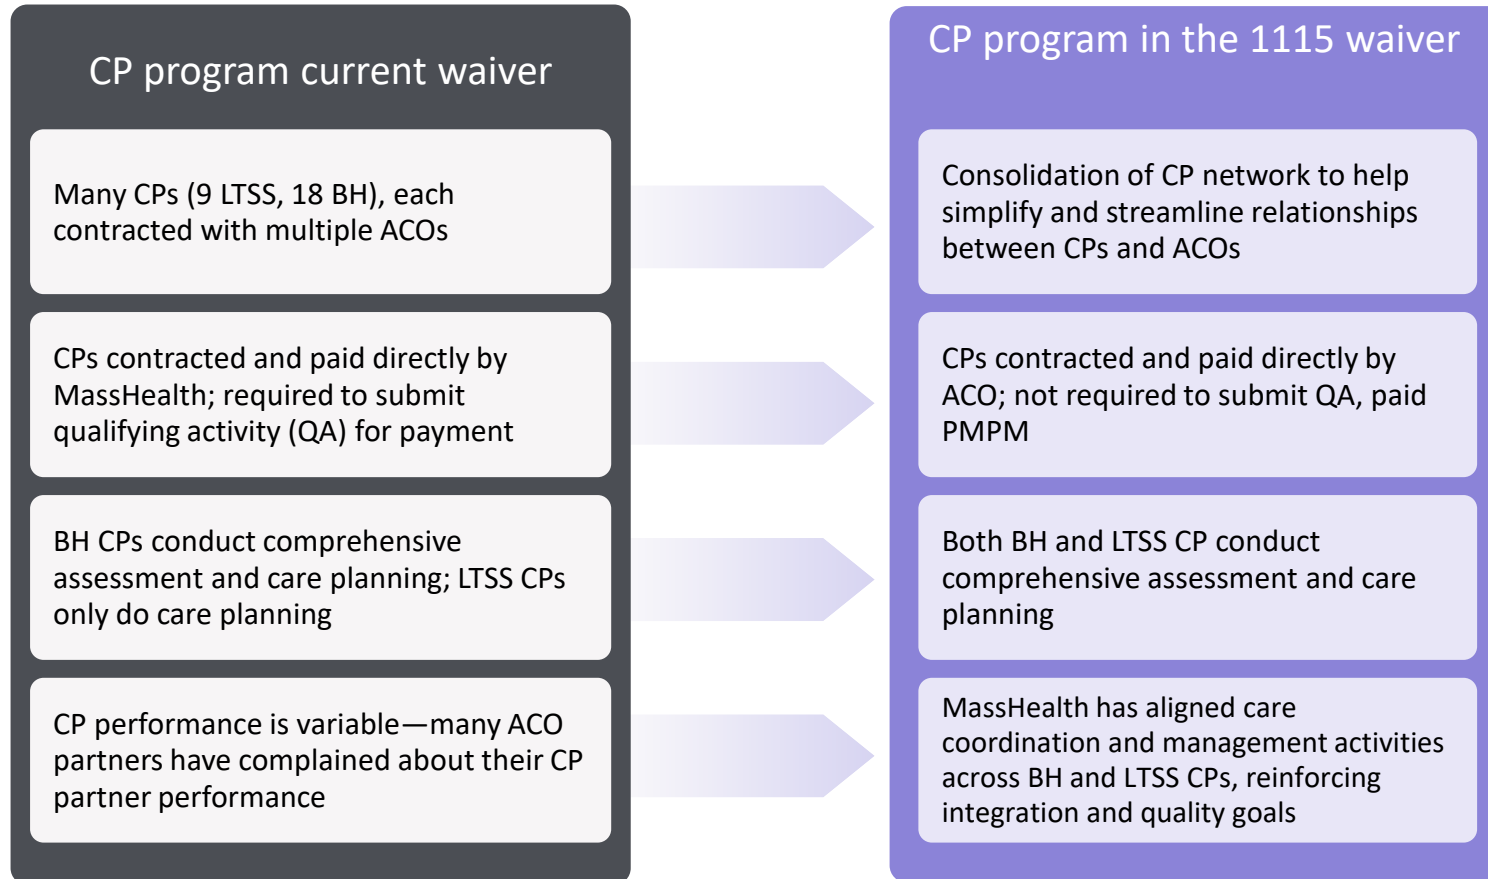 CP program current waiver
Many CPs (9 LTSS, 18 BH), each
contracted with multiple ACOs
CPs contracted and paid directly by
MassHealth; required to submit
qualifying activity (QA) for payment
BH CPs conduct comprehensive
assessment and care planning; LTSS CPs
only do care planning
CP performance is variable—many ACO
partners have complained about their CP
partner performance
CP program in the 1115 waiver
Consolidation of CP network to help
simplify and streamline relationships
between CPs and ACOs
CPs contracted and paid directly by
ACO; not required to submit QA, paid
PMPM
Both BH and LTSS CP conduct
comprehensive assessment and care
planning
MassHealth has aligned care
coordination and management activities
across BH and LTSS CPs, reinforcing
integration and quality goals